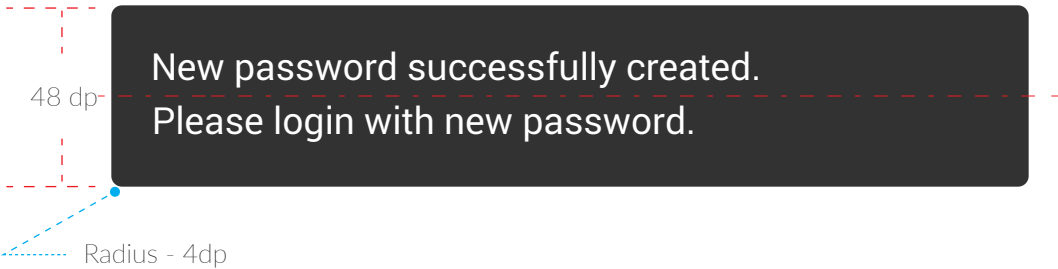 New password successfully created.
48 dp
Please login with new password.
Radius - 4dp